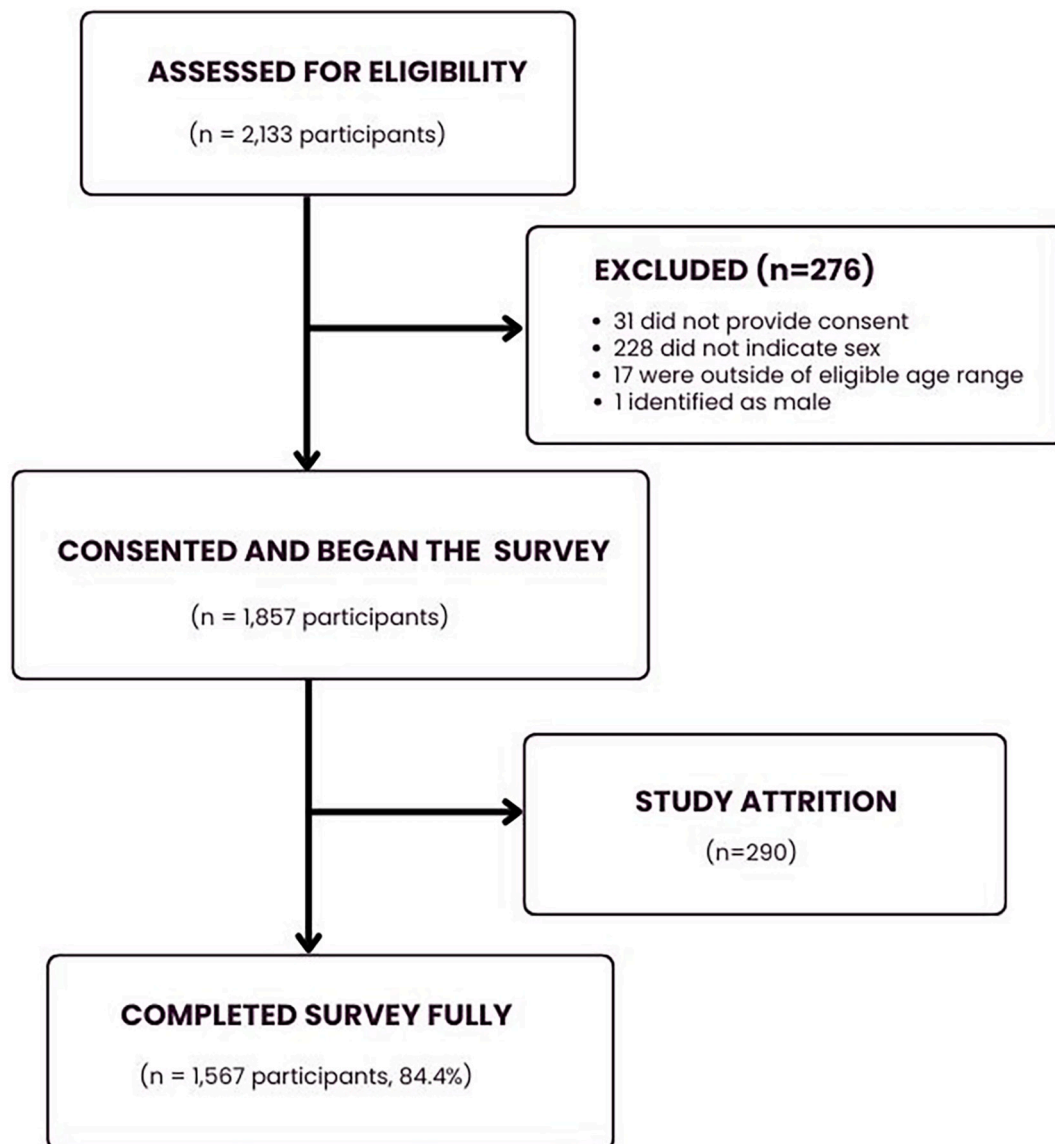 ASSESSED FOR ELIGIBILITY
(n = 2,133 participants)
EXCLUDED (n=276)
• 31 did not provide consent
• 228 did not indicate sex
• 17 were outside of eligible age range
• 1 identified as male
CONSENTED AND BEGAN THE SURVEY
(n = 1,857 participants)
STUDY ATTRITION
(n=290)
COMPLETED SURVEY FULLY
(n = 1,567 participants, 84.4%)